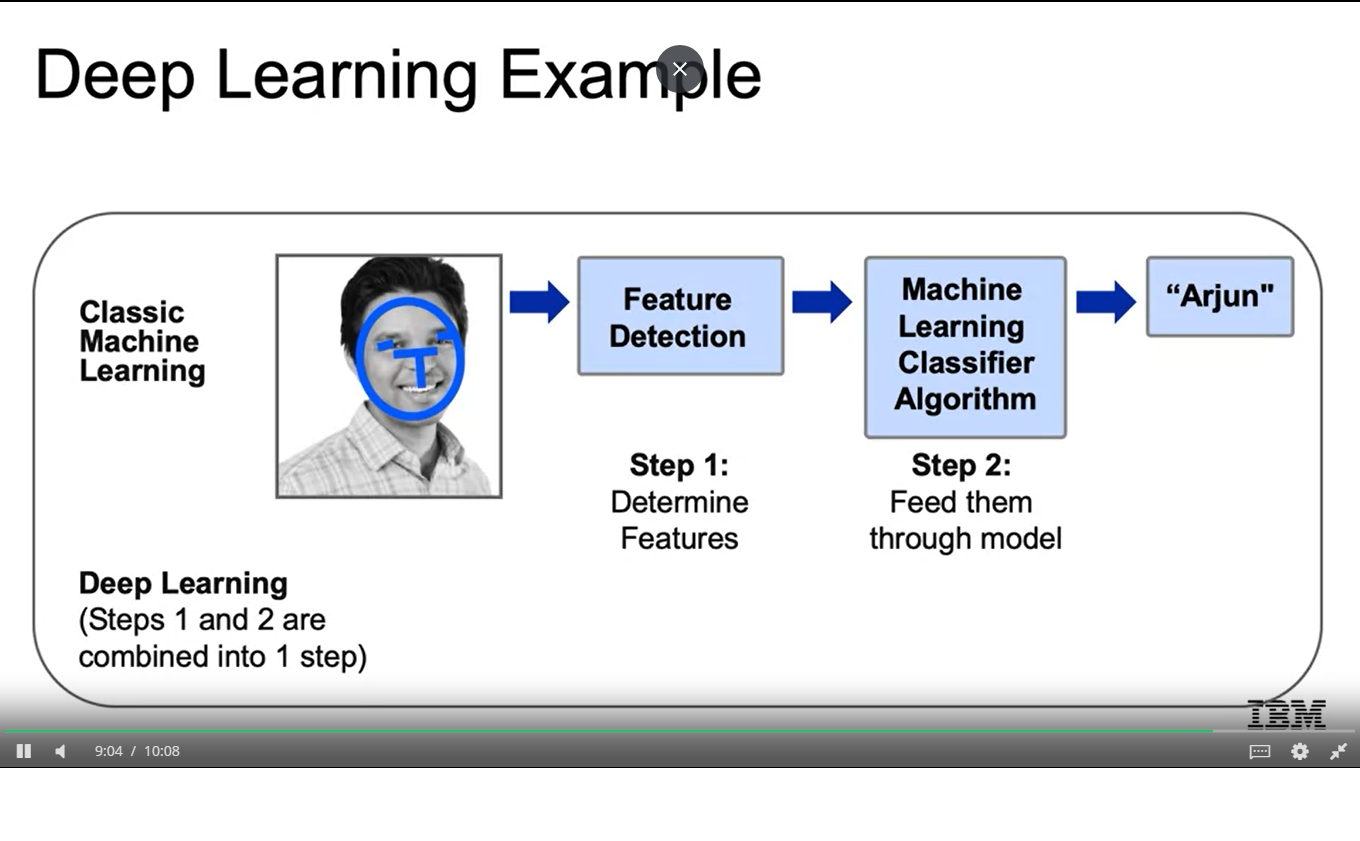 Deep Learning Example
Classic
Machine
Learning
Feature
Detection
Machine
Learning
Classifier
Algorithm
“Arjun"
Step 1:
Determine
Features
Step 2:
Feed them
through model
Deep Learning
(Steps 1 and 2 are
combined into 1 step)
IBM
9:04 / 10:08